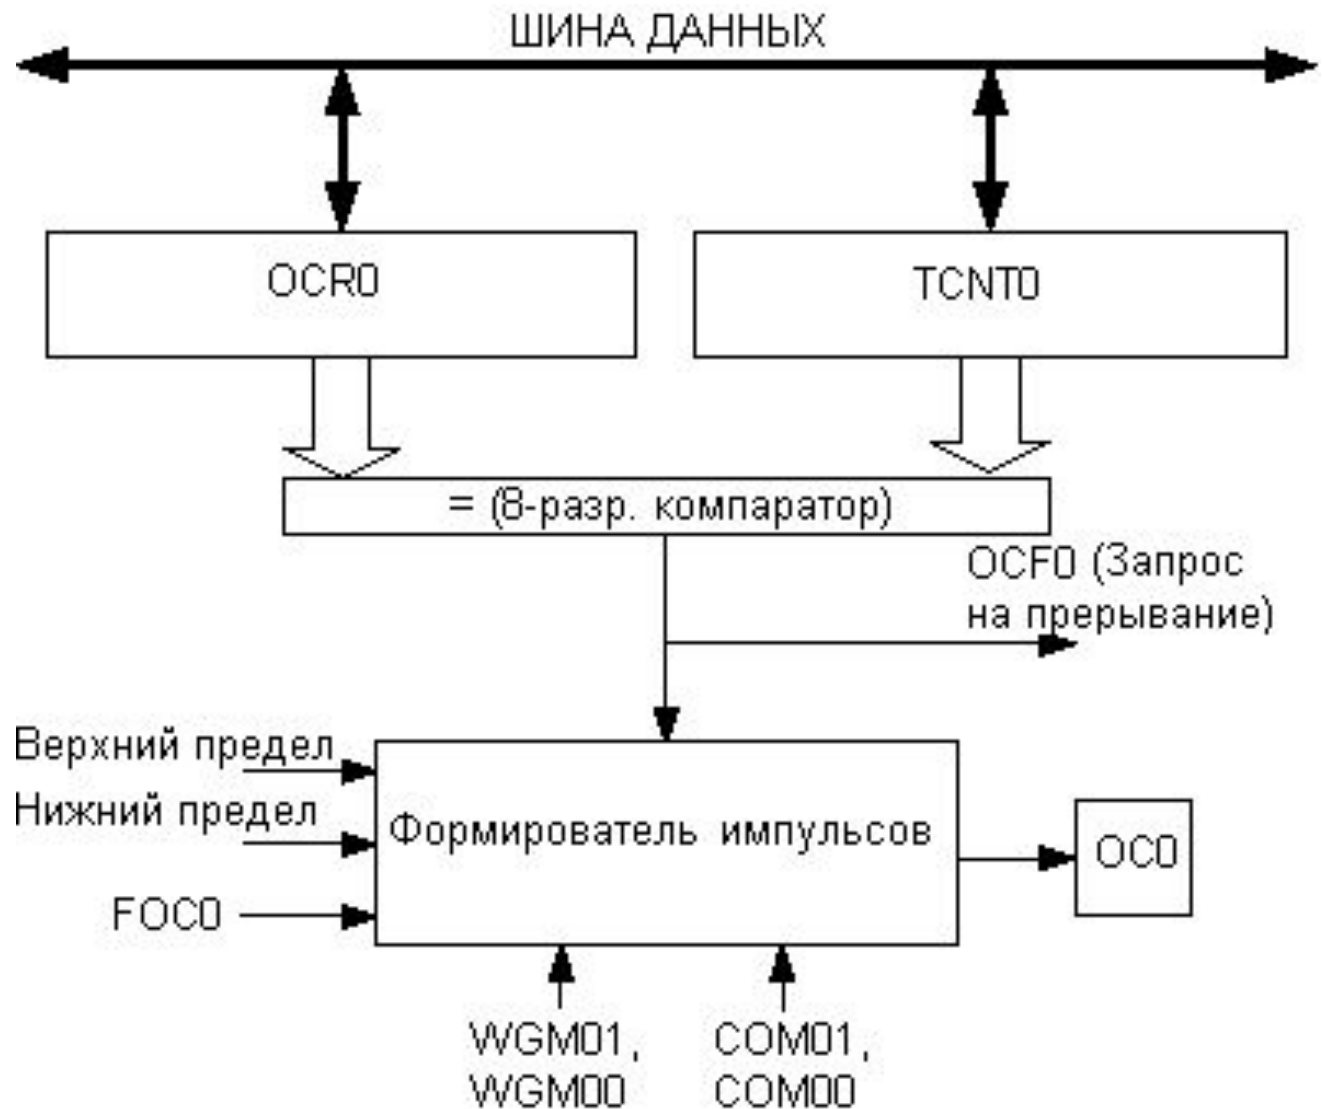 ШИНА ДАННЫХ
OCR0
TCNT0
= (8-разр. компаратор)
OCF0 (Запрос
на прерывание)
Верхний предел
Нижний предел
Формирователь импульсов
OC0
FOC0
WGM01,
WGM00
COM01,
COM00